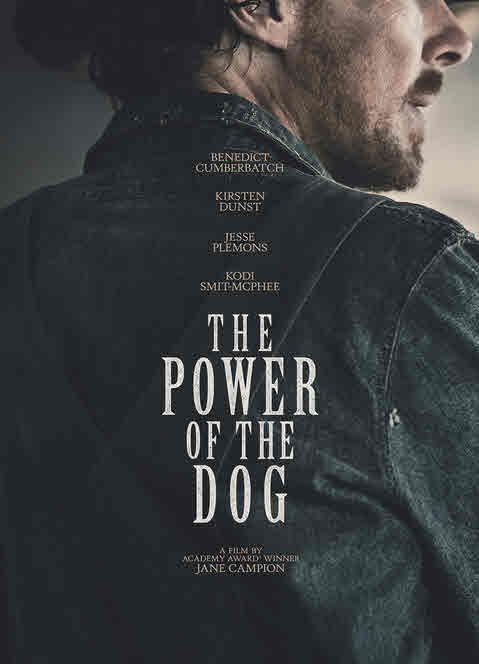 BENEDICT
CUMBERBATCH
KIRSTEN
DUNST
JESSE
PLEMONS
KODI
SMIT-MCPHEE
THE
POWER
OF THE
DOG
A FILM BY
ACADEMY AWARD® WINNER
JANE CAMPION